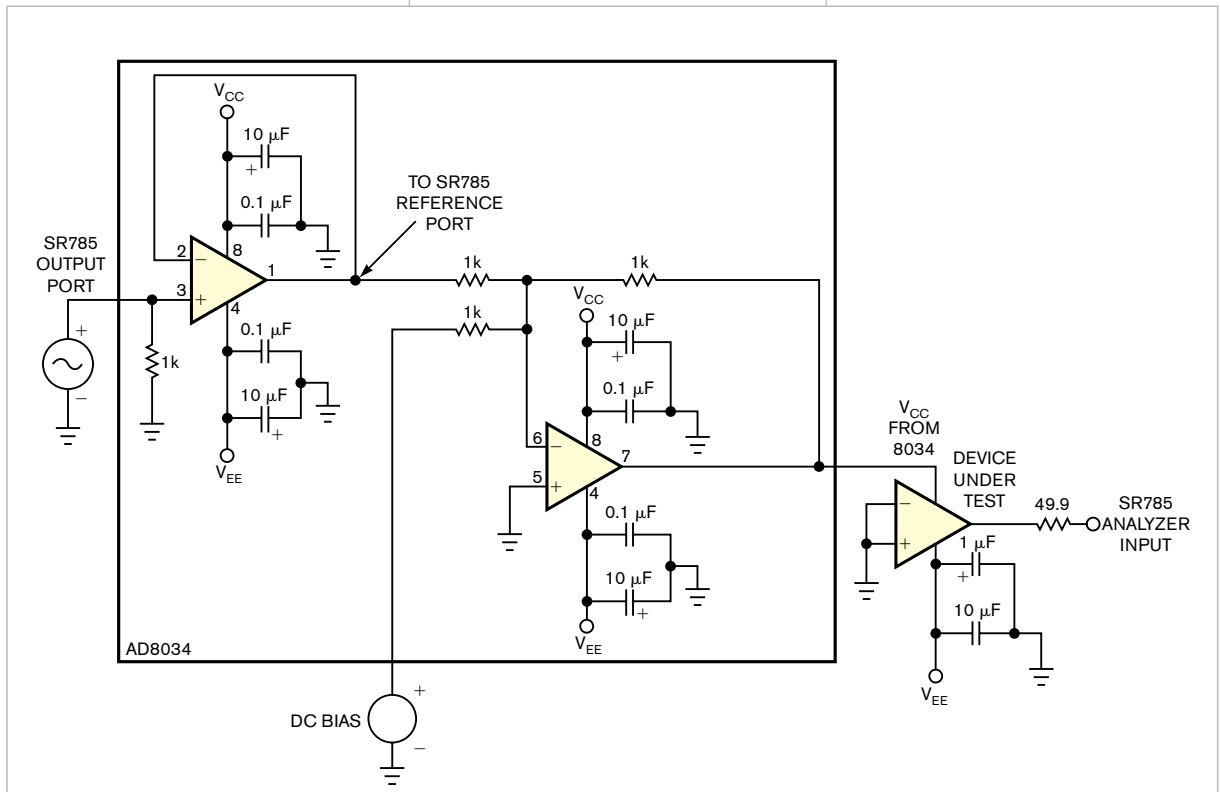 V_CC
10 µF
+
0.1 µF
TO SR785
REFERENCE
PORT
SR785
OUTPUT
PORT
2
−
8
1
3
+
4
1k
1k
1k
V_CC
10 µF
+
0.1 µF
+
−
1k
0.1 µF
10 µF
+
V_EE
6
−
8
7
5
+
4
0.1 µF
10 µF
+
V_EE
V_CC
FROM
8034
DEVICE
UNDER
TEST
−
+
49.9
SR785
ANALYZER
INPUT
1 µF
+
10 µF
V_EE
AD8034
DC BIAS
+
−